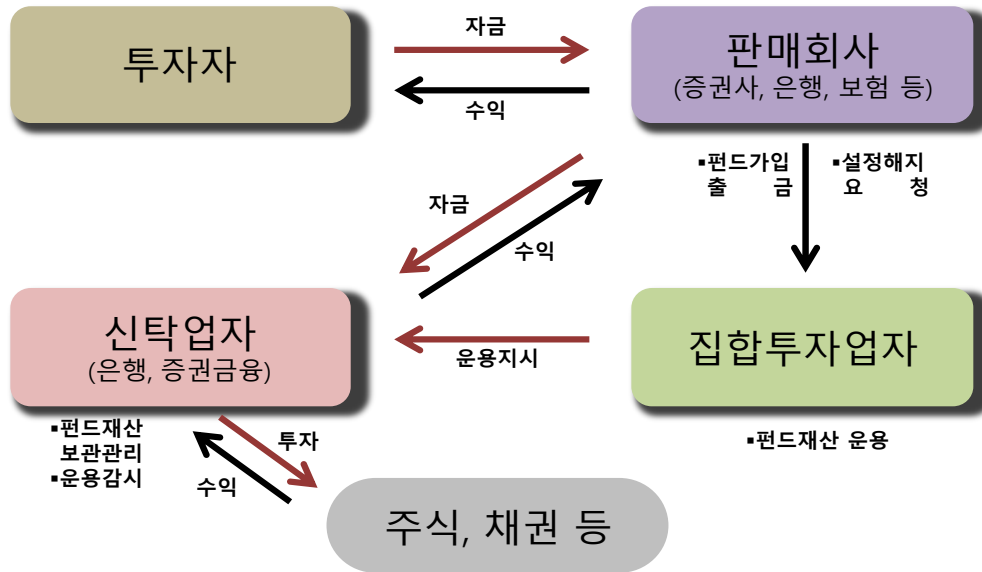 투자자
자금
수익
판매회사
(증권사, 은행, 보험 등)
▪펀드가입
출 금
▪설정해지
요 청
자금
수익
신탁업자
(은행, 증권금융)
운용지시
집합투자업자
▪펀드재산
보관관리
▪운용감시
투자
수익
▪펀드재산 운용
주식, 채권 등